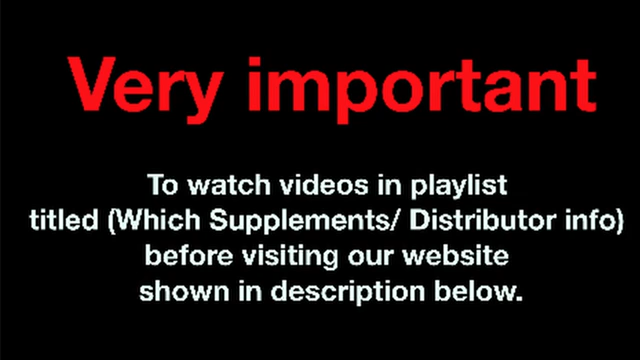 Very important
To watch videos in playlist
titled (Which Supplements/ Distributor info)
before visiting our website
shown in description below.